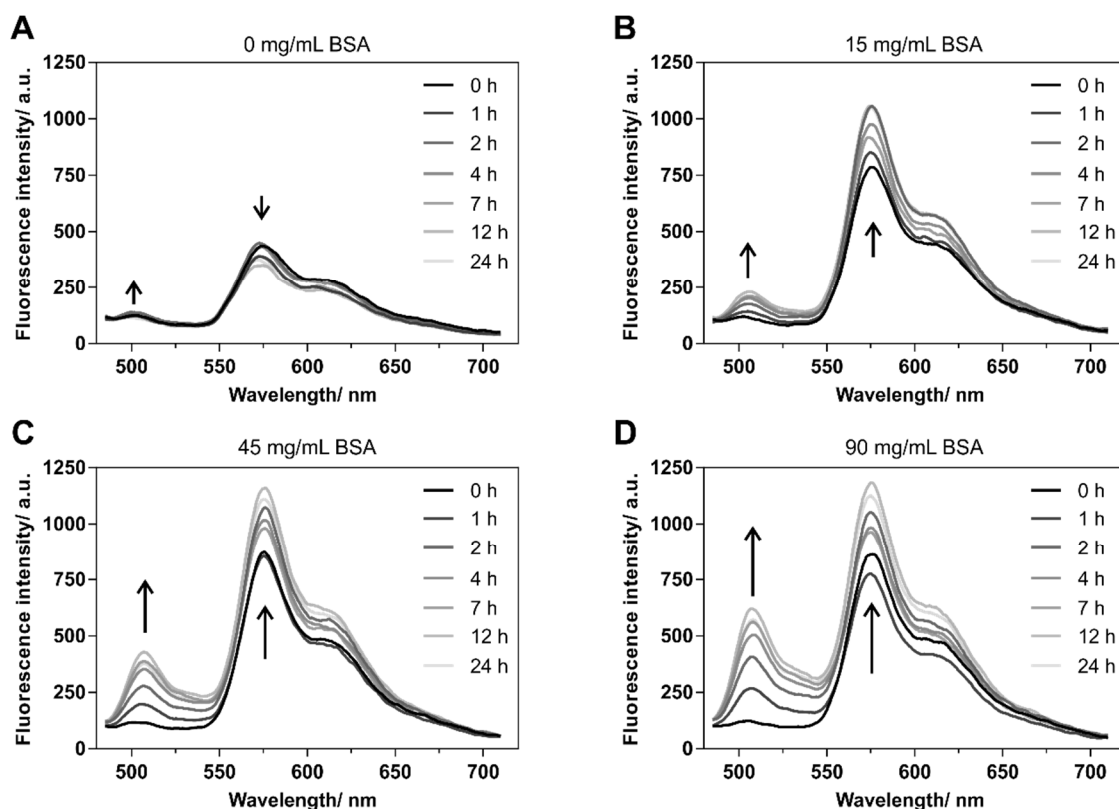 A
0 mg/mL BSA
Fluorescence intensity/ a.u.
1250
1000
750
500
250
0
500
550
600
650
700
Wavelength/ nm
0 h
1 h
2 h
4 h
7 h
12 h
24 h
B
15 mg/mL BSA
Fluorescence intensity/ a.u.
1250
1000
750
500
250
0
500
550
600
650
700
Wavelength/ nm
0 h
1 h
2 h
4 h
7 h
12 h
24 h
C
45 mg/mL BSA
Fluorescence intensity/ a.u.
1250
1000
750
500
250
0
500
550
600
650
700
Wavelength/ nm
0 h
1 h
2 h
4 h
7 h
12 h
24 h
D
90 mg/mL BSA
Fluorescence intensity/ a.u.
1250
1000
750
500
250
0
500
550
600
650
700
Wavelength/ nm
0 h
1 h
2 h
4 h
7 h
12 h
24 h